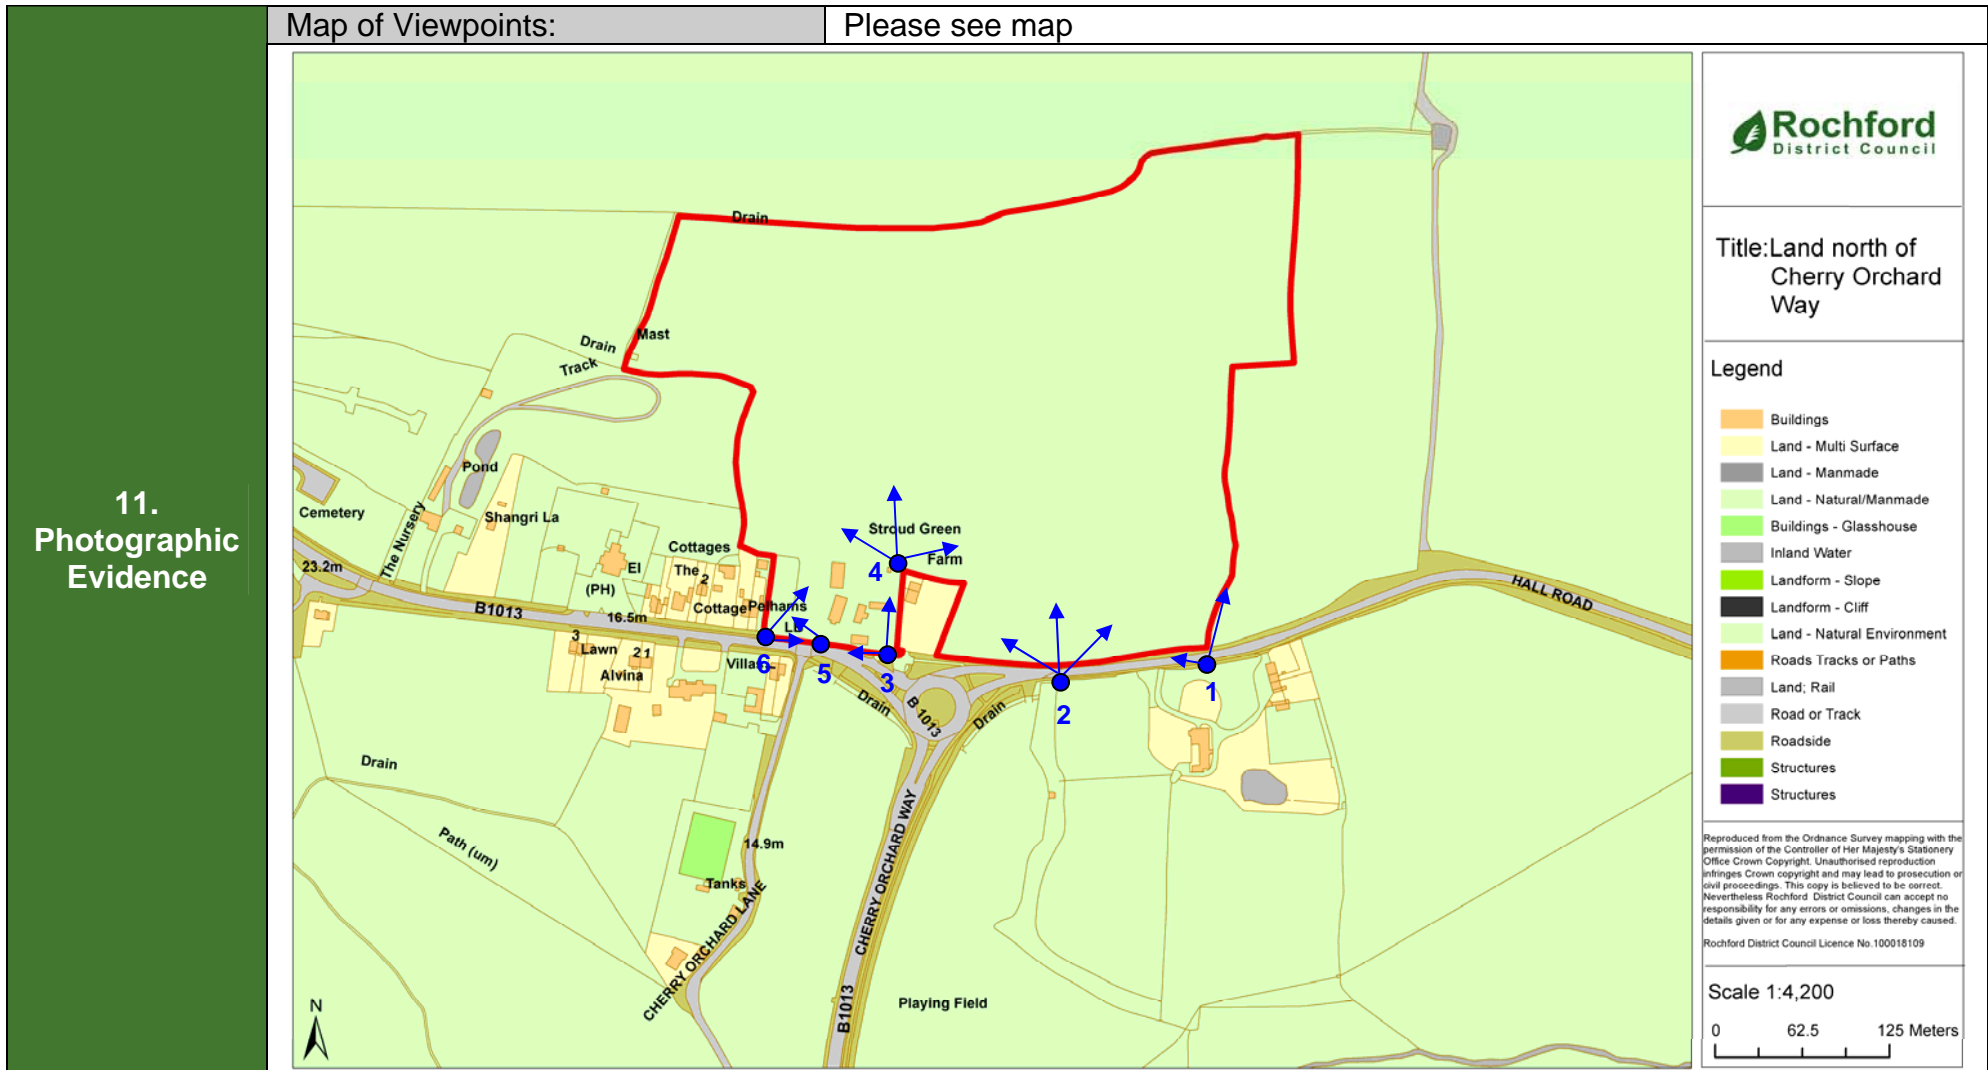 Map of Viewpoints:
Please see map
11.
Photographic
Evidence
Drain
Mast
Drain
Track
Pond
Cemetery
Shangri La
The Nursery
23.2m
El
(PH)
Cottages
The
2
Cottage
Pelhams
LB
B1013
16.5m
3
Lawn
2 1
Alvina
Villas
Stroud Green
Farm
4
6
5
3
2
1
HALL ROAD
Drain
B 1013
Drain
Drain
Path (um)
14.9m
Tanks
CHERRY ORCHARD LANE
CHERRY ORCHARD WAY
B1013
Playing Field
N
Rochford
District Council
Title:Land north of
Cherry Orchard
Way
Legend
Buildings
Land - Multi Surface
Land - Manmade
Land - Natural/Manmade
Buildings - Glasshouse
Inland Water
Landform - Slope
Landform - Cliff
Land - Natural Environment
Roads Tracks or Paths
Land; Rail
Road or Track
Roadside
Structures
Structures
Reproduced from the Ordnance Survey mapping with the
permission of the Controller of Her Majesty's Stationery
Office Crown Copyright. Unauthorised reproduction
infringes Crown copyright and may lead to prosecution or
civil proceedings. This copy is believed to be correct.
Nevertheless Rochford District Council can accept no
responsibility for any errors or omissions, changes in the
details given or for any expense or loss thereby caused.
Rochford District Council Licence No.100018109
Scale 1:4,200
0 62.5 125 Meters